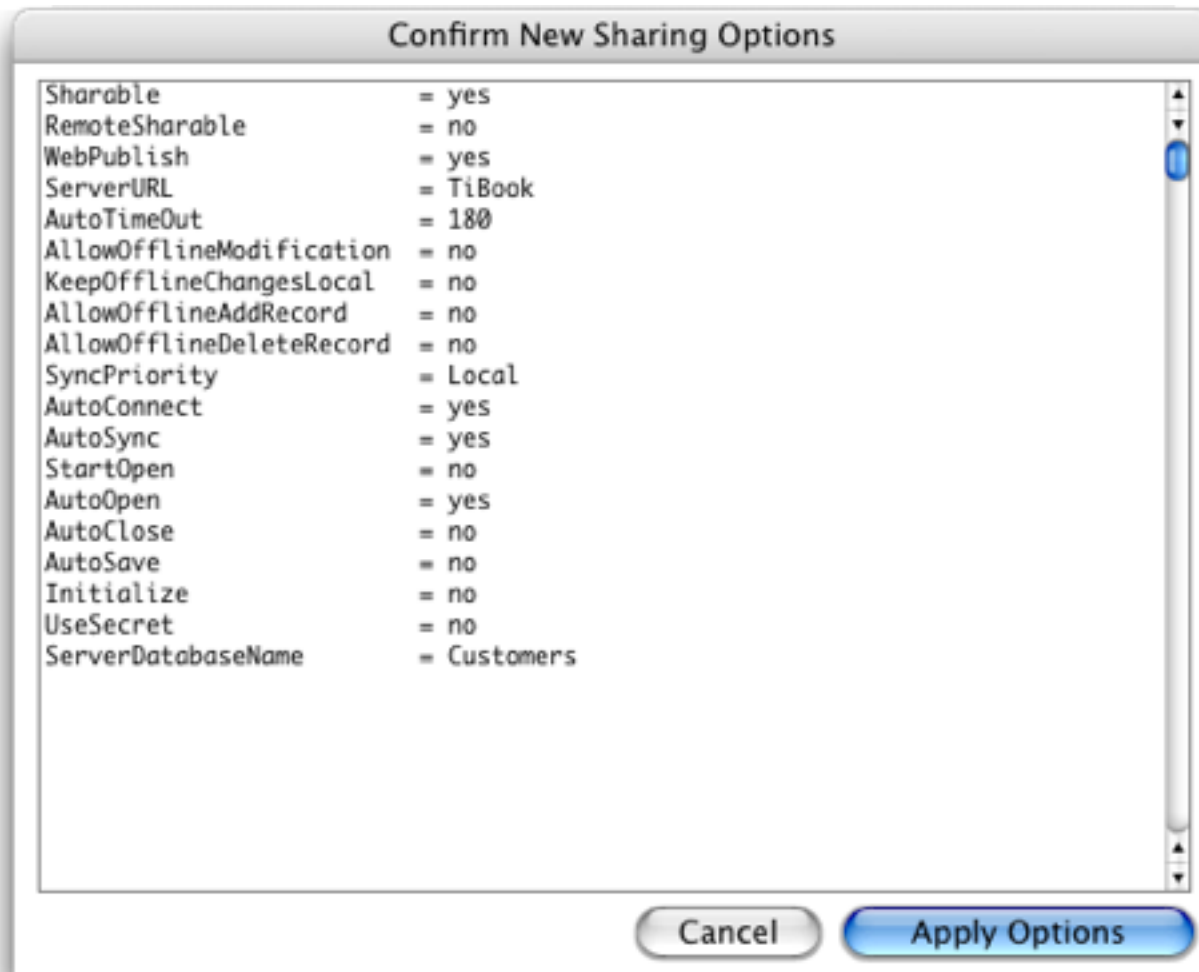 Confirm New Sharing Options
Sharable = yes
RemoteSharable = no
WebPublish = yes
ServerURL = TiBook
AutoTimeOut = 180
AllowOfflineModification = no
KeepOfflineChangesLocal = no
AllowOfflineAddRecord = no
AllowOfflineDeleteRecord = no
SyncPriority = Local
AutoConnect = yes
AutoSync = yes
StartOpen = no
AutoOpen = yes
AutoClose = no
AutoSave = no
Initialize = no
UseSecret = no
ServerDatabaseName = Customers
Cancel Apply Options